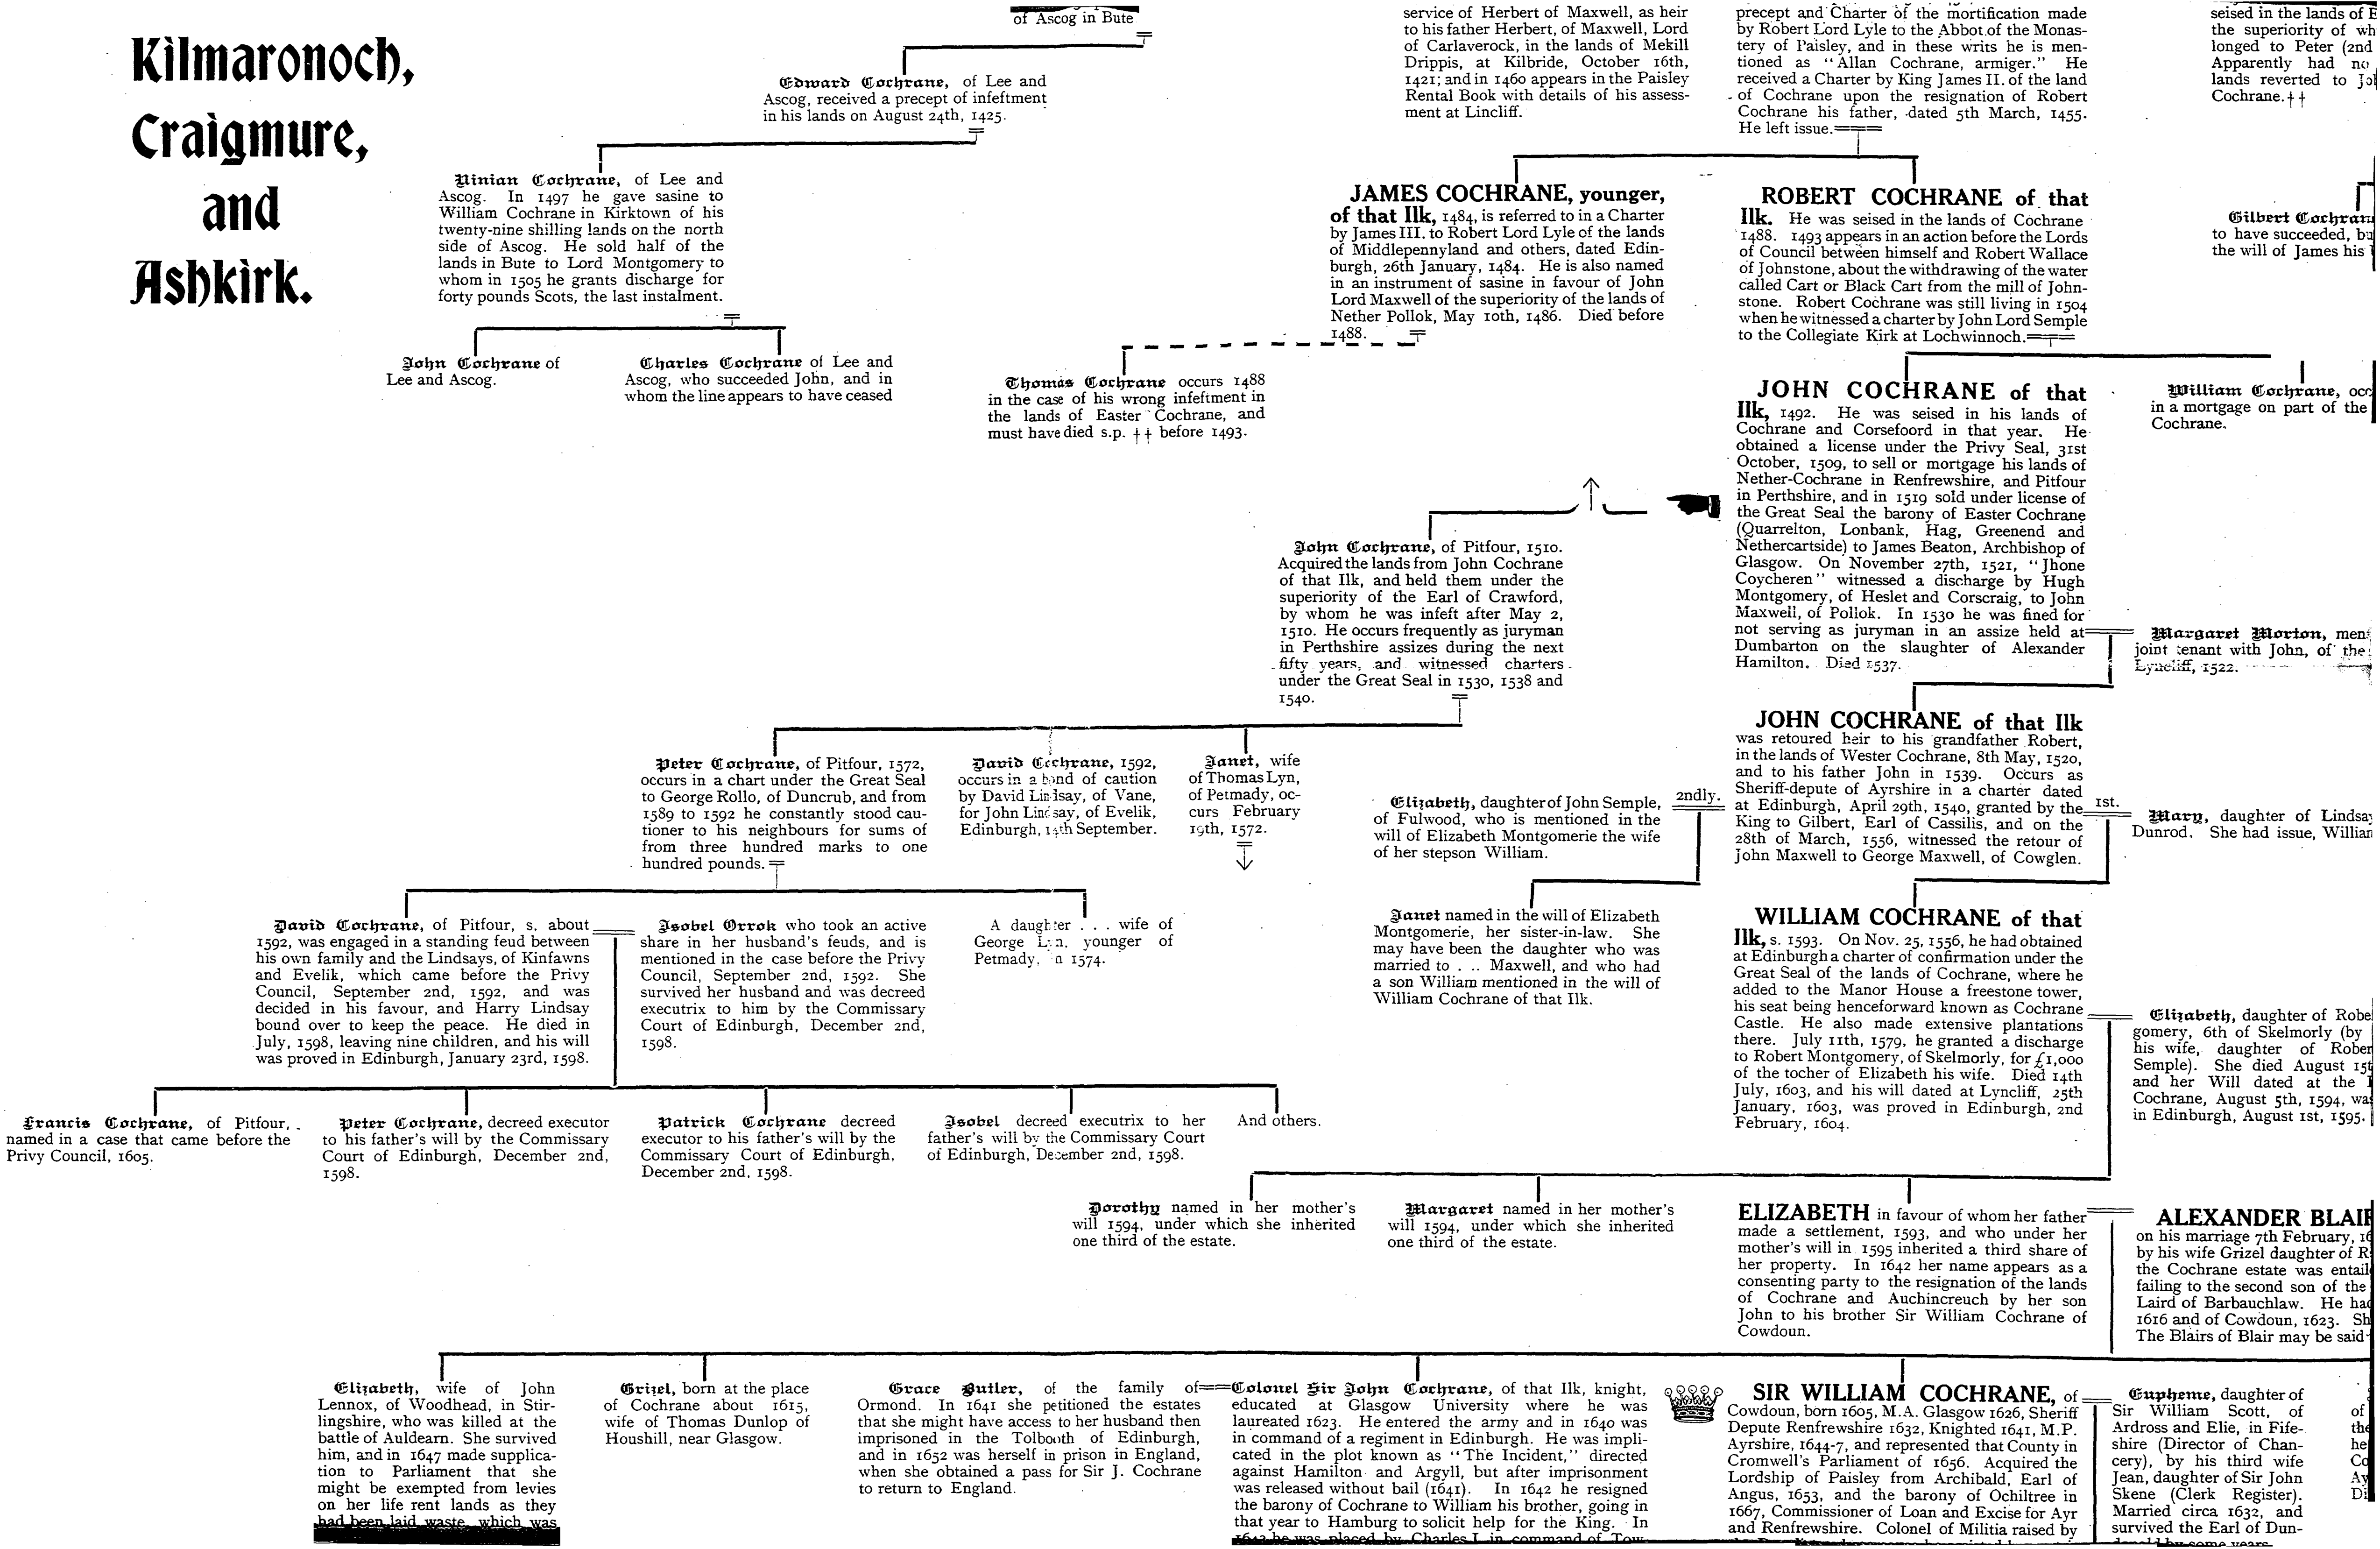 Kilmaronoch,
Craigmure,
and
Ashkirk.
of Ascog in Bute
Edward Cochrane, of Lee and
Ascog, received a precept of infeftment
in his lands on August 24th, 1425.
service of Herbert of Maxwell, as heir
to his father Herbert, of Maxwell, Lord
of Carlaverock, in the lands of Mekill
Drippis, at Kilbride, October 16th,
1421; and in 1460 appears in the Paisley
Rental Book with details of his assess-
ment at Lincliff.
precept and Charter of the mortification made
by Robert Lord Lyle to the Abbot of the Monas-
tery of Paisley, and in these writs he is men-
tioned as "Allan Cochrane, armiger." He
received a Charter by King James II. of the land
of Cochrane upon the resignation of Robert
Cochrane his father, dated 5th March, 1455.
He left issue.
seised in the lands of
the superiority of
longed to Peter (2nd
Apparently had
lands reverted to
Cochrane.††
Ninian Cochrane, of Lee and
Ascog. In 1497 he gave sasine to
William Cochrane in Kirktown of his
twenty-nine shilling lands on the north
side of Ascog. He sold half of the
lands in Bute to Lord Montgomery to
whom in 1505 he grants discharge for
forty pounds Scots, the last instalment.
JAMES COCHRANE, younger,
of that Ilk, 1484, is referred to in a Charter
by James III. to Robert Lord Lyle of the lands
of Middlepennyland and others, dated Edin-
burgh, 26th January, 1484. He is also named
in an instrument of sasine in favour of John
Lord Maxwell of the superiority of the lands of
Nether Pollok, May 10th, 1486. Died before
1488.
ROBERT COCHRANE of that
Ilk. He was seised in the lands of Cochrane
1488. 1493 appears in an action before the Lords
of Council between himself and Robert Wallace
of Johnstone, about the withdrawing of the water
called Cart or Black Cart from the mill of John-
stone. Robert Cochrane was still living in 1504
when he witnessed a charter by John Lord Semple
to the Collegiate Kirk at Lochwinnoch.
Gilbert
to have succeeded,
the will of James his
John Cochrane of
Lee and Ascog.
Charles Cochrane of Lee and
Ascog, who succeeded John, and in
whom the line appears to have ceased
Thomas Cochrane occurs 1488
in the case of his wrong infeftment in
the lands of Easter Cochrane, and
must have died s.p. †† before 1493.
JOHN COCHRANE of that
Ilk, 1492. He was seised in his lands of
Cochrane and Corsefoord in that year. He
obtained a license under the Privy Seal, 31st
October, 1509, to sell or mortgage his lands of
Nether-Cochrane in Renfrewshire, and Pitfour
in Perthshire, and in 1519 sold under license of
the Great Seal the barony of Easter Cochrane
(Quarrelton, Lonbank, Hag, Greenend and
Nethercartside) to James Beaton, Archbishop of
Glasgow. On November 27th, 1521, "Jhone
Coycheren" witnessed a discharge by Hugh
Montgomery, of Heslet and Corscraig, to John
Maxwell, of Pollok. In 1530 he was fined for
not serving as juryman in an assize held at
Dumbarton on the slaughter of Alexander
Hamilton. Died 1537.
William Cochrane,
in a mortgage on part of the
Cochrane.
John Cochrane, of Pitfour, 1510.
Acquired the lands from John Cochrane
of that Ilk, and held them under the
superiority of the Earl of Crawford,
by whom he was infeft after May 2,
1510. He occurs frequently as juryman
in Perthshire assizes during the next
fifty years, and witnessed charters
under the Great Seal in 1530, 1538 and
1540.
Margaret Morton,
joint tenant with John, of the
Lyncliff, 1522.
Peter Cochrane, of Pitfour, 1572,
occurs in a chart under the Great Seal
to George Rollo, of Duncrub, and from
1589 to 1592 he constantly stood cau-
tioner to his neighbours for sums of
from three hundred marks to one
hundred pounds.
David Cochrane, 1592,
occurs in a bond of caution
by David Lindsay, of Vane,
for John Lindsay, of Evelik,
Edinburgh, 14th September.
Janet, wife
of Thomas Lyn,
of Petmady, oc-
curs February
19th, 1572.
Elizabeth, daughter of John Semple,
of Fulwood, who is mentioned in the
will of Elizabeth Montgomerie the wife
of her stepson William.
2ndly.
JOHN COCHRANE of that Ilk
was retoured heir to his grandfather Robert,
in the lands of Wester Cochrane, 8th May, 1520,
and to his father John in 1539. Occurs as
Sheriff-depute of Ayrshire in a charter dated
at Edinburgh, April 29th, 1540, granted by the
King to Gilbert, Earl of Cassilis, and on the
28th of March, 1556, witnessed the retour of
John Maxwell to George Maxwell, of Cowglen.
1st.
Mary, daughter of
Dunrod. She had issue,
David Cochrane, of Pitfour, s. about
1592, was engaged in a standing feud between
his own family and the Lindsays, of Kinfawns
and Evelik, which came before the Privy
Council, September 2nd, 1592, and was
decided in his favour, and Harry Lindsay
bound over to keep the peace. He died in
July, 1598, leaving nine children, and his will
was proved in Edinburgh, January 23rd, 1598.
Isobel Orrok who took an active
share in her husband's feuds, and is
mentioned in the case before the Privy
Council, September 2nd, 1592. She
survived her husband and was decreed
executrix to him by the Commissary
Court of Edinburgh, December 2nd,
1598.
A daughter . . . wife of
George Lyn, younger of
Petmady, in 1574.
Janet named in the will of Elizabeth
Montgomerie, her sister-in-law. She
may have been the daughter who was
married to . .. Maxwell, and who had
a son William mentioned in the will of
William Cochrane of that Ilk.
WILLIAM COCHRANE of that
Ilk, s. 1593. On Nov. 25, 1556, he had obtained
at Edinburgh a charter of confirmation under the
Great Seal of the lands of Cochrane, where he
added to the Manor House a freestone tower,
his seat being henceforward known as Cochrane
Castle. He also made extensive plantations
there. July 11th, 1579, he granted a discharge
to Robert Montgomery, of Skelmorly, for £1,000
of the tocher of Elizabeth his wife. Died 14th
July, 1603, and his will dated at Lyncliff, 25th
January, 1603, was proved in Edinburgh, 2nd
February, 1604.
Elizabeth, daughter of
gomery, 6th of Skelmorly (by
his wife, daughter of
Semple). She died August
and her Will dated at the
Cochrane, August 5th, 1594,
in Edinburgh, August 1st, 1595.
Francis Cochrane, of Pitfour,
named in a case that came before the
Privy Council, 1605.
Peter Cochrane, decreed executor
to his father's will by the Commissary
Court of Edinburgh, December 2nd,
1598.
Patrick Cochrane decreed
executor to his father's will by the
Commissary Court of Edinburgh,
December 2nd, 1598.
Isobel decreed executrix to her
father's will by the Commissary Court
of Edinburgh, December 2nd, 1598.
And others.
Dorothy named in her mother's
will 1594, under which she inherited
one third of the estate.
Margaret named in her mother's
will 1594, under which she inherited
one third of the estate.
ELIZABETH in favour of whom her father
made a settlement, 1593, and who under her
mother's will in 1595 inherited a third share of
her property. In 1642 her name appears as a
consenting party to the resignation of the lands
of Cochrane and Auchincreuch by her son
John to his brother Sir William Cochrane of
Cowdoun.
ALEXANDER BLAIR
on his marriage 7th February,
by his wife Grizel daughter of
the Cochrane estate was
failing to the second son of the
Laird of Barbauchlaw. He had
1616 and of Cowdoun, 1623.
The Blairs of Blair may be said
Elizabeth, wife of John
Lennox, of Woodhead, in Stir-
lingshire, who was killed at the
battle of Auldearn. She survived
him, and in 1647 made supplica-
tion to Parliament that she
might be exempted from levies
on her life rent lands as they
had been laid waste, which was
Grizel, born at the place
of Cochrane about 1615,
wife of Thomas Dunlop of
Houshill, near Glasgow.
Grace Butler, of the family of
Ormond. In 1641 she petitioned the estates
that she might have access to her husband then
imprisoned in the Tolbooth of Edinburgh,
and in 1652 was herself in prison in England,
when she obtained a pass for Sir J. Cochrane
to return to England.
Colonel Sir John Cochrane, of that Ilk, knight,
educated at Glasgow University where he was
laureated 1623. He entered the army and in 1640 was
in command of a regiment in Edinburgh. He was impli-
cated in the plot known as "The Incident," directed
against Hamilton and Argyll, but after imprisonment
was released without bail (1641). In 1642 he resigned
the barony of Cochrane to William his brother, going in
that year to Hamburg to solicit help for the King. In
1643 he was placed by Charles I. in command of Tow-
SIR WILLIAM COCHRANE, of
Cowdoun, born 1605, M.A. Glasgow 1626, Sheriff
Depute Renfrewshire 1632, Knighted 1641, M.P.
Ayrshire, 1644-7, and represented that County in
Cromwell's Parliament of 1656. Acquired the
Lordship of Paisley from Archibald, Earl of
Angus, 1653, and the barony of Ochiltree in
1667, Commissioner of Loan and Excise for Ayr
and Renfrewshire. Colonel of Militia raised by
Eupheme, daughter of
Sir William Scott, of
Ardross and Elie, in Fife-
shire (Director of Chan-
cery), by his third wife
Jean, daughter of Sir John
Skene (Clerk Register).
Married circa 1632, and
survived the Earl of Dun-
donald by some years.
of
the
he
Co
Ay
Di